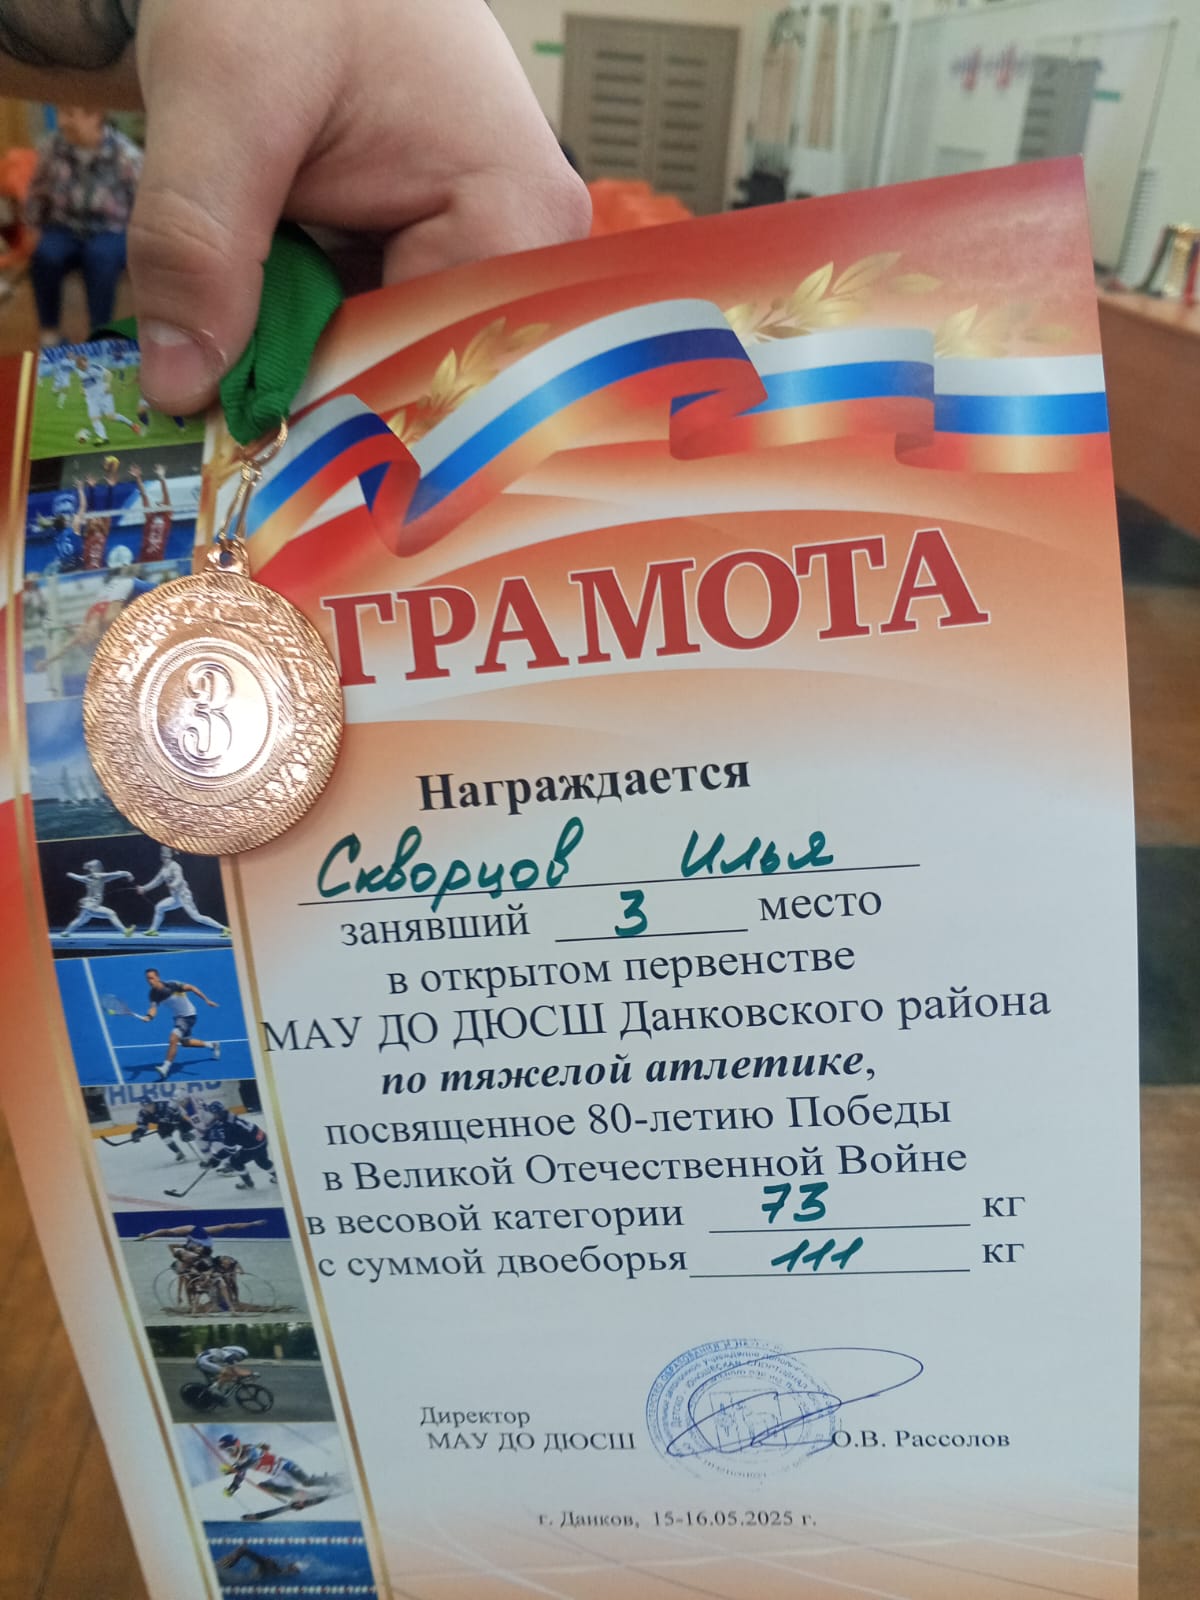 ГРАМОТА
Награждается
Скворцов Илья
занявший 3 место
в открытом первенстве
МАУ ДО ДЮСШ Данковского района
по тяжелой атлетике,
посвященное 80-летию Победы
в Великой Отечественной Войне
в весовой категории 73 кг
с суммой двоеборья 111 кг
Директор
МАУ ДО ДЮСШ О.В. Рассолов
г. Данков, 15-16.05.2025 г.
3